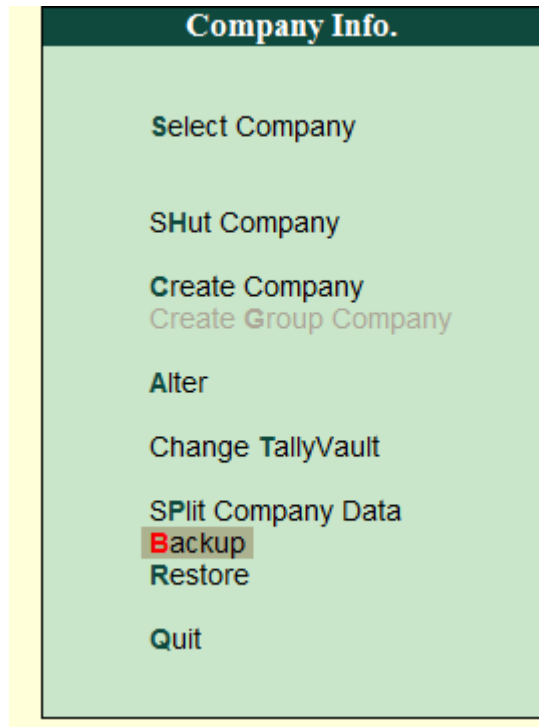 Company Info.
Select Company
SHut Company
Create Company
Create Group Company
Alter
Change TallyVault
SPlit Company Data
Backup
Restore
Quit